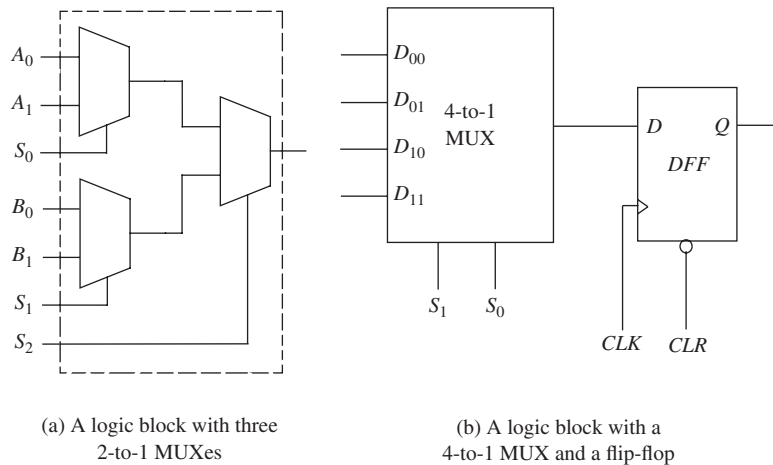 A₀
A₁
S₀
B₀
B₁
S₁
S₂
(a) A logic block with three
2-to-1 MUXes
D₀₀
D₀₁
D₁₀
D₁₁
4-to-1
MUX
S₁ S₀
D Q
DFF
CLK CLR
(b) A logic block with a
4-to-1 MUX and a flip-flop